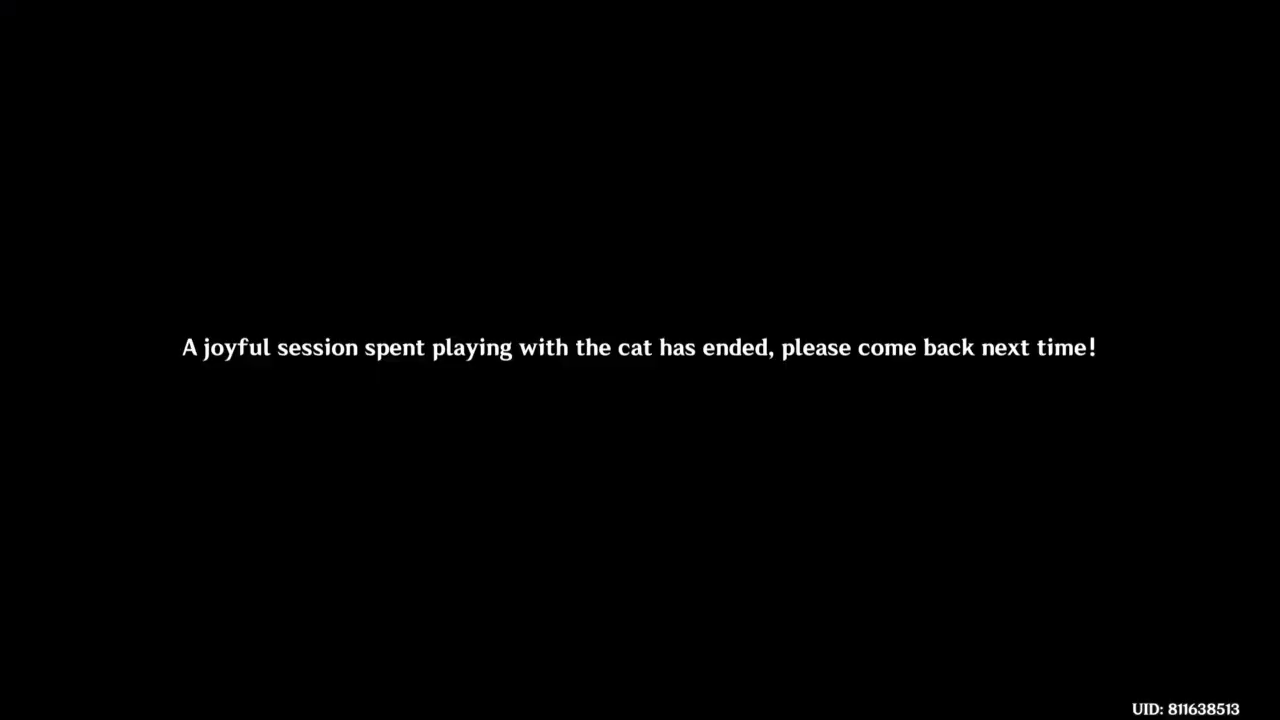 A joyful session spent playing with the cat has ended, please come back next time!
UID: 811638513